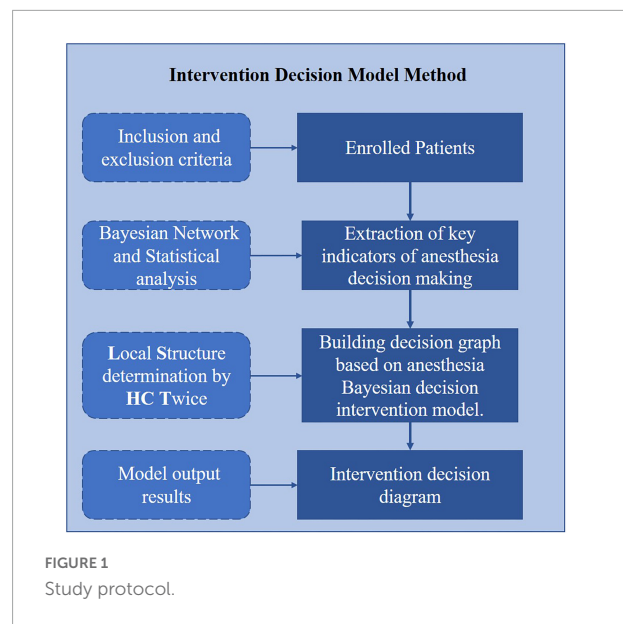 Intervention Decision Model Method
Inclusion and
exclusion criteria
Enrolled Patients
Bayesian Network
and Statistical
analysis
Extraction of key
indicators of anesthesia
decision making
Local Structure
determination by
HC Twice
Building decision graph
based on anesthesia
Bayesian decision
intervention model.
Model output
results
Intervention decision
diagram
FIGURE 1
Study protocol.